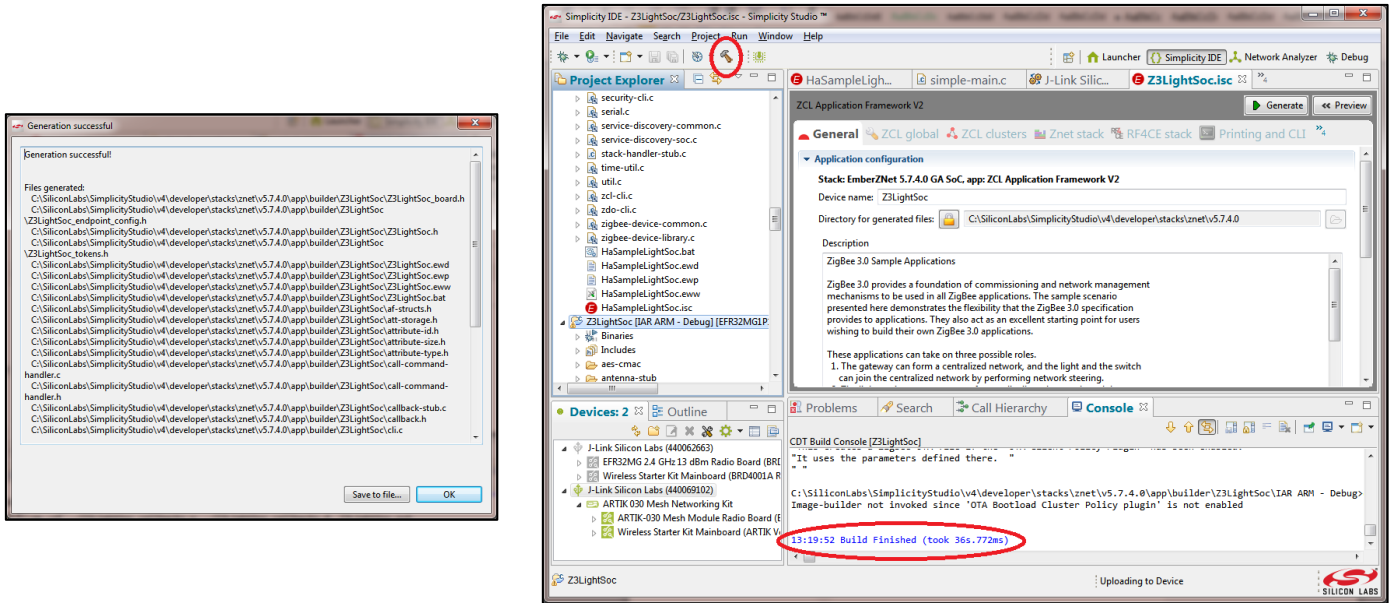 Generation successful
Generation successful!
Files generated:
C:\SiliconLabs\SimplicityStudio\v4\developer\stacks\znet\v5.7.4.0\app\builder\Z3LightSoc\Z3LightSoc_board.h
C:\SiliconLabs\SimplicityStudio\v4\developer\stacks\znet\v5.7.4.0\app\builder\Z3LightSoc
\Z3LightSoc_endpoint_config.h
C:\SiliconLabs\SimplicityStudio\v4\developer\stacks\znet\v5.7.4.0\app\builder\Z3LightSoc\Z3LightSoc.h
C:\SiliconLabs\SimplicityStudio\v4\developer\stacks\znet\v5.7.4.0\app\builder\Z3LightSoc
\Z3LightSoc_tokens.h
C:\SiliconLabs\SimplicityStudio\v4\developer\stacks\znet\v5.7.4.0\app\builder\Z3LightSoc\Z3LightSoc.ewd
C:\SiliconLabs\SimplicityStudio\v4\developer\stacks\znet\v5.7.4.0\app\builder\Z3LightSoc\Z3LightSoc.ewp
C:\SiliconLabs\SimplicityStudio\v4\developer\stacks\znet\v5.7.4.0\app\builder\Z3LightSoc\Z3LightSoc.eww
C:\SiliconLabs\SimplicityStudio\v4\developer\stacks\znet\v5.7.4.0\app\builder\Z3LightSoc\Z3LightSoc.bat
C:\SiliconLabs\SimplicityStudio\v4\developer\stacks\znet\v5.7.4.0\app\builder\Z3LightSoc\af-structs.h
C:\SiliconLabs\SimplicityStudio\v4\developer\stacks\znet\v5.7.4.0\app\builder\Z3LightSoc\att-storage.h
C:\SiliconLabs\SimplicityStudio\v4\developer\stacks\znet\v5.7.4.0\app\builder\Z3LightSoc\attribute-id.h
C:\SiliconLabs\SimplicityStudio\v4\developer\stacks\znet\v5.7.4.0\app\builder\Z3LightSoc\attribute-size.h
C:\SiliconLabs\SimplicityStudio\v4\developer\stacks\znet\v5.7.4.0\app\builder\Z3LightSoc\attribute-type.h
C:\SiliconLabs\SimplicityStudio\v4\developer\stacks\znet\v5.7.4.0\app\builder\Z3LightSoc\call-command-
handler.c
C:\SiliconLabs\SimplicityStudio\v4\developer\stacks\znet\v5.7.4.0\app\builder\Z3LightSoc\call-command-
handler.h
C:\SiliconLabs\SimplicityStudio\v4\developer\stacks\znet\v5.7.4.0\app\builder\Z3LightSoc\callback-stub.c
C:\SiliconLabs\SimplicityStudio\v4\developer\stacks\znet\v5.7.4.0\app\builder\Z3LightSoc\callback.h
C:\SiliconLabs\SimplicityStudio\v4\developer\stacks\znet\v5.7.4.0\app\builder\Z3LightSoc\cli.c
Save to file... OK
Simplicity IDE - Z3LightSoc/Z3LightSoc.isc - Simplicity Studio ™
File Edit Navigate Search Project Run Window Help
Launcher Simplicity IDE Network Analyzer Debug
Project Explorer
security-cli.c
serial.c
service-discovery-common.c
service-discovery-soc.c
stack-handler-stub.c
time-util.c
util.c
zcl-cli.c
zdo-cli.c
zigbee-device-common.c
zigbee-device-library.c
HaSampleLightSoc.bat
HaSampleLightSoc.ewd
HaSampleLightSoc.ewp
HaSampleLightSoc.eww
HaSampleLightSoc.isc
Z3LightSoc [IAR ARM - Debug] [EFR32MG1P
Binaries
Includes
aes-cmac
antenna-stub
HaSampleLigh... simple-main.c J-Link Silic... Z3LightSoc.isc "4
ZCL Application Framework V2 Generate Preview
General ZCL global ZCL clusters Znet stack RF4CE stack Printing and CLI "4
Application configuration
Stack: EmberZNet 5.7.4.0 GA SoC, app: ZCL Application Framework V2
Device name: Z3LightSoc
Directory for generated files: C:\SiliconLabs\SimplicityStudio\v4\developer\stacks\znet\v5.7.4.0
Description
ZigBee 3.0 Sample Applications
ZigBee 3.0 provides a foundation of commissioning and network management
mechanisms to be used in all ZigBee applications. The sample scenario
presented here demonstrates the flexibility that the ZigBee 3.0 specification
provides to applications. They also act as an excellent starting point for users
wishing to build their own ZigBee 3.0 applications.
These applications can take on three possible roles.
1. The gateway can form a centralized network, and the light and the switch
can join the centralized network by performing network steering.
Devices: 2 Outline
J-Link Silicon Labs (440062663)
EFR32MG 2.4 GHz 13 dBm Radio Board (BRD
Wireless Starter Kit Mainboard (BRD4001A R
J-Link Silicon Labs (440069102)
ARTIK 030 Mesh Networking Kit
ARTIK-030 Mesh Module Radio Board (E
Wireless Starter Kit Mainboard (ARTIK V
Problems Search Call Hierarchy Console
CDT Build Console [Z3LightSoc]
"It uses the parameters defined there. "
" "
C:\SiliconLabs\SimplicityStudio\v4\developer\stacks\znet\v5.7.4.0\app\builder\Z3LightSoc\IAR ARM - Debug>
Image-builder not invoked since 'OTA Bootload Cluster Policy plugin' is not enabled
13:19:52 Build Finished (took 36s.772ms)
Z3LightSoc
Uploading to Device
SILICON LABS